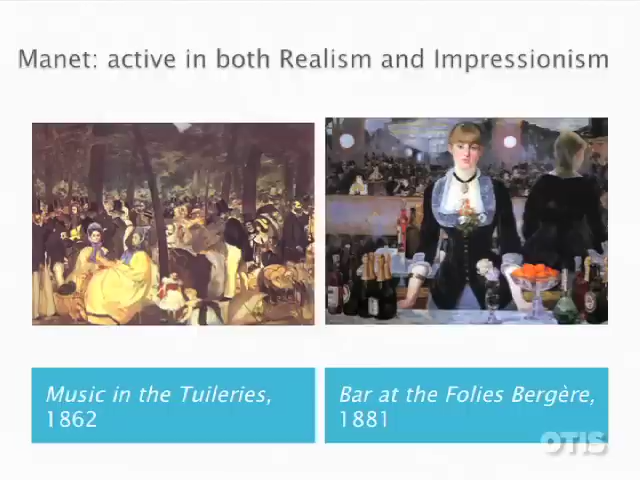 Manet: active in both Realism and Impressionism
Music in the Tuileries,
1862
Bar at the Folies Bergère,
1881
OTIS